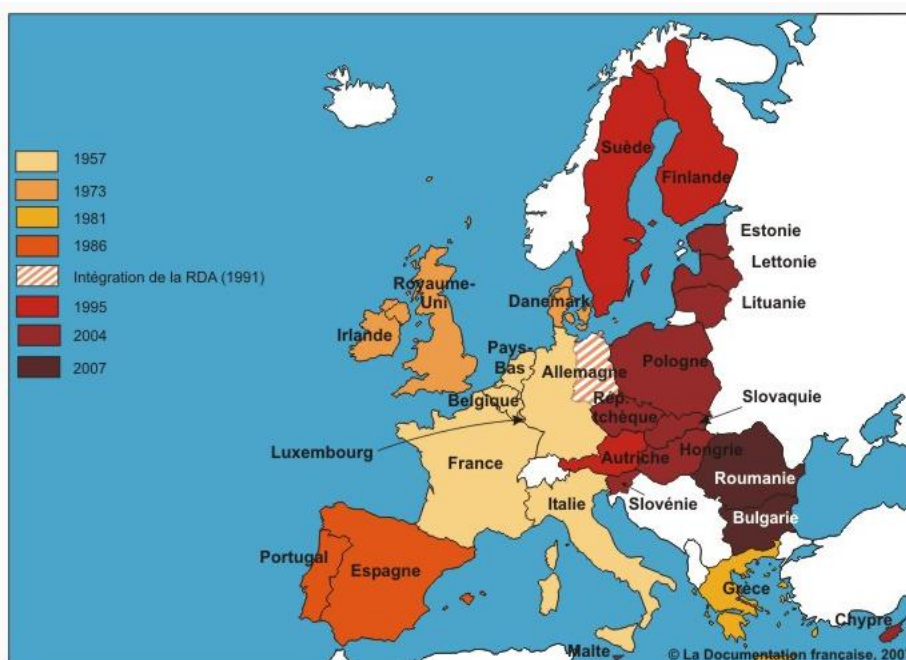 1957
1973
1981
1986
Intégration de la RDA (1991)
1995
2004
2007
Suède
Finlande
Estonie
Lettonie
Lituanie
Royaume-
Uni
Irlande
Danemark
Pays-
Bas
Allemagne
Pologne
Belgique
Rép.
tchèque
Slovaquie
Luxembourg
France
Autriche
Hongrie
Roumanie
Italie
Slovénie
Bulgarie
Portugal
Espagne
Grèce
Chypre
Malte
© La Documentation française, 200